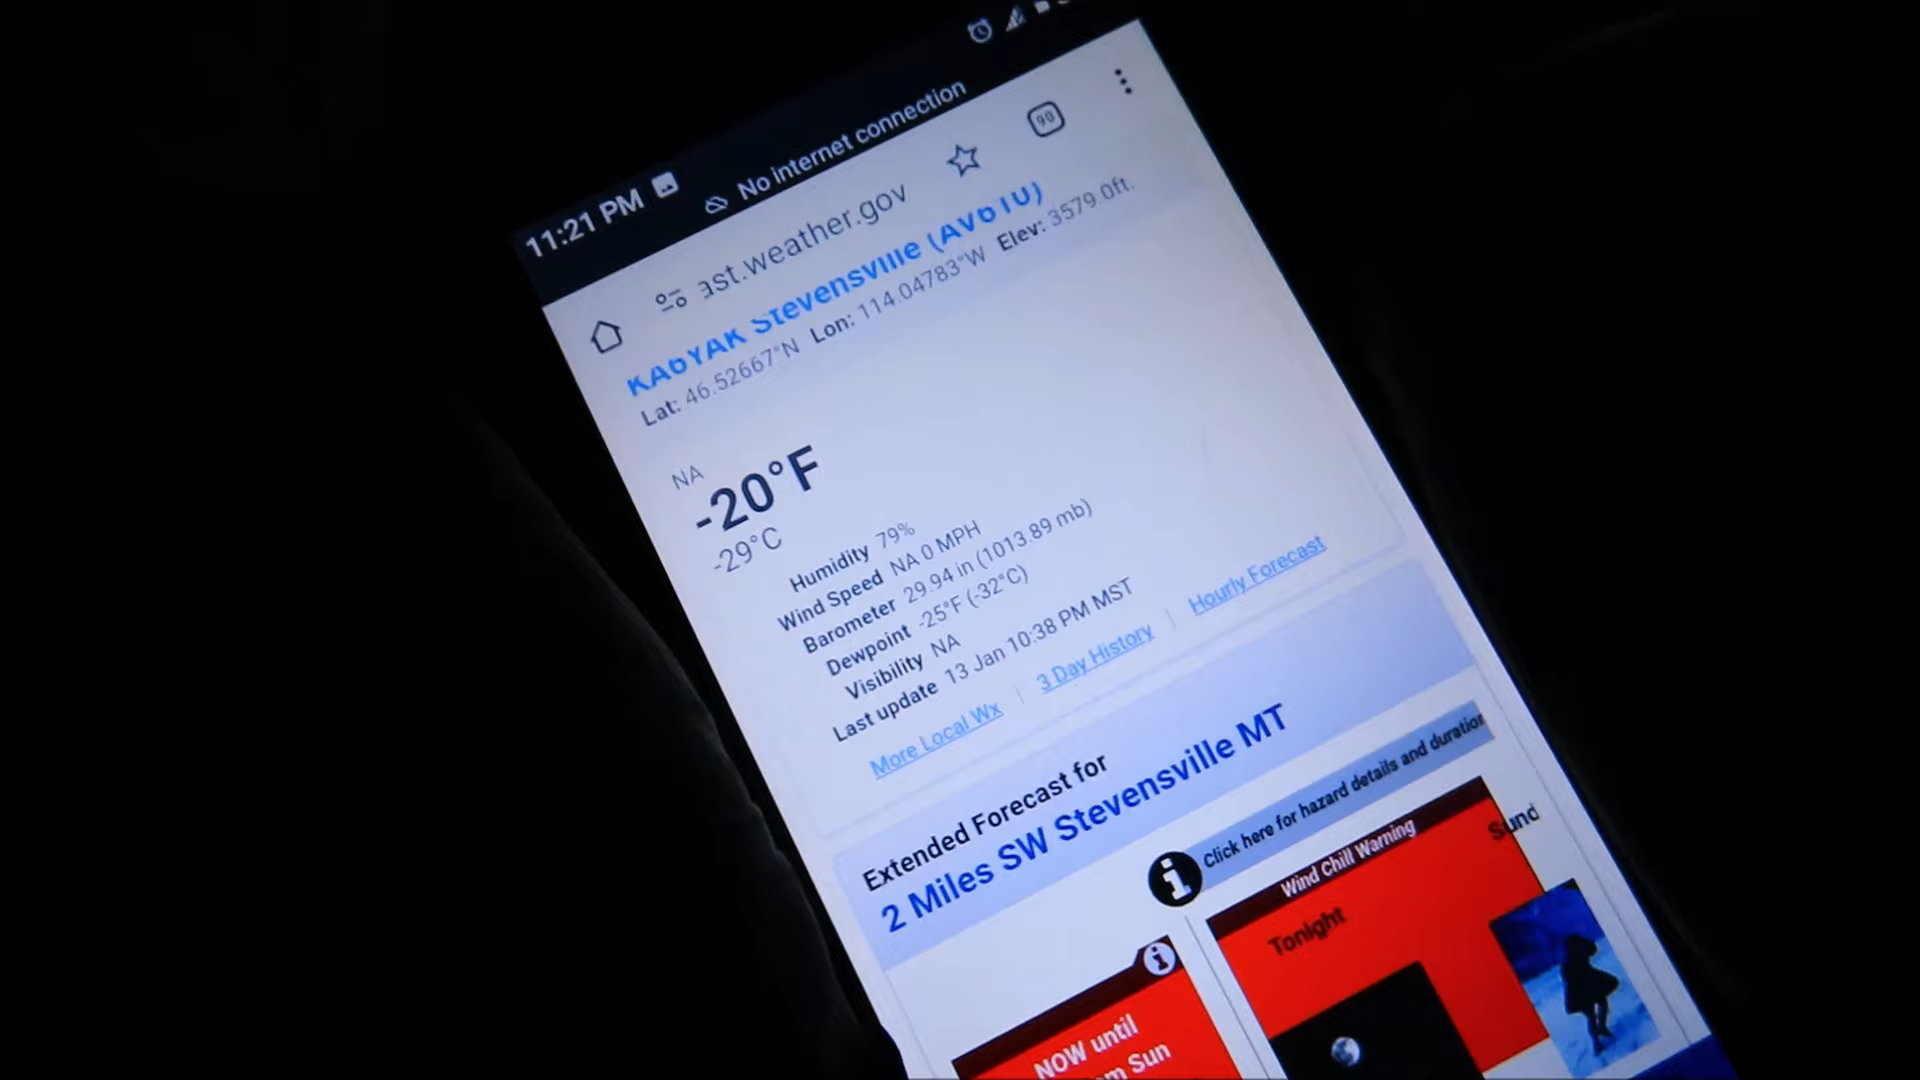 11:21 PM
No internet connection
ast.weather.gov
90
KA6YAK Stevensville (AV610)
Lat: 46.52667°N Lon: 114.04783°W Elev: 3579.0ft.
NA
-20°F
-29°C
Humidity 79%
Wind Speed NA 0 MPH
Barometer 29.94 in (1013.89 mb)
Dewpoint -25°F (-32°C)
Visibility NA
Last update 13 Jan 10:38 PM MST
More Local Wx | 3 Day History | Hourly Forecast
Extended Forecast for
2 Miles SW Stevensville MT
Click here for hazard details and duration
Wind Chill Warning
Tonight
Sund
NOW until
m Sun